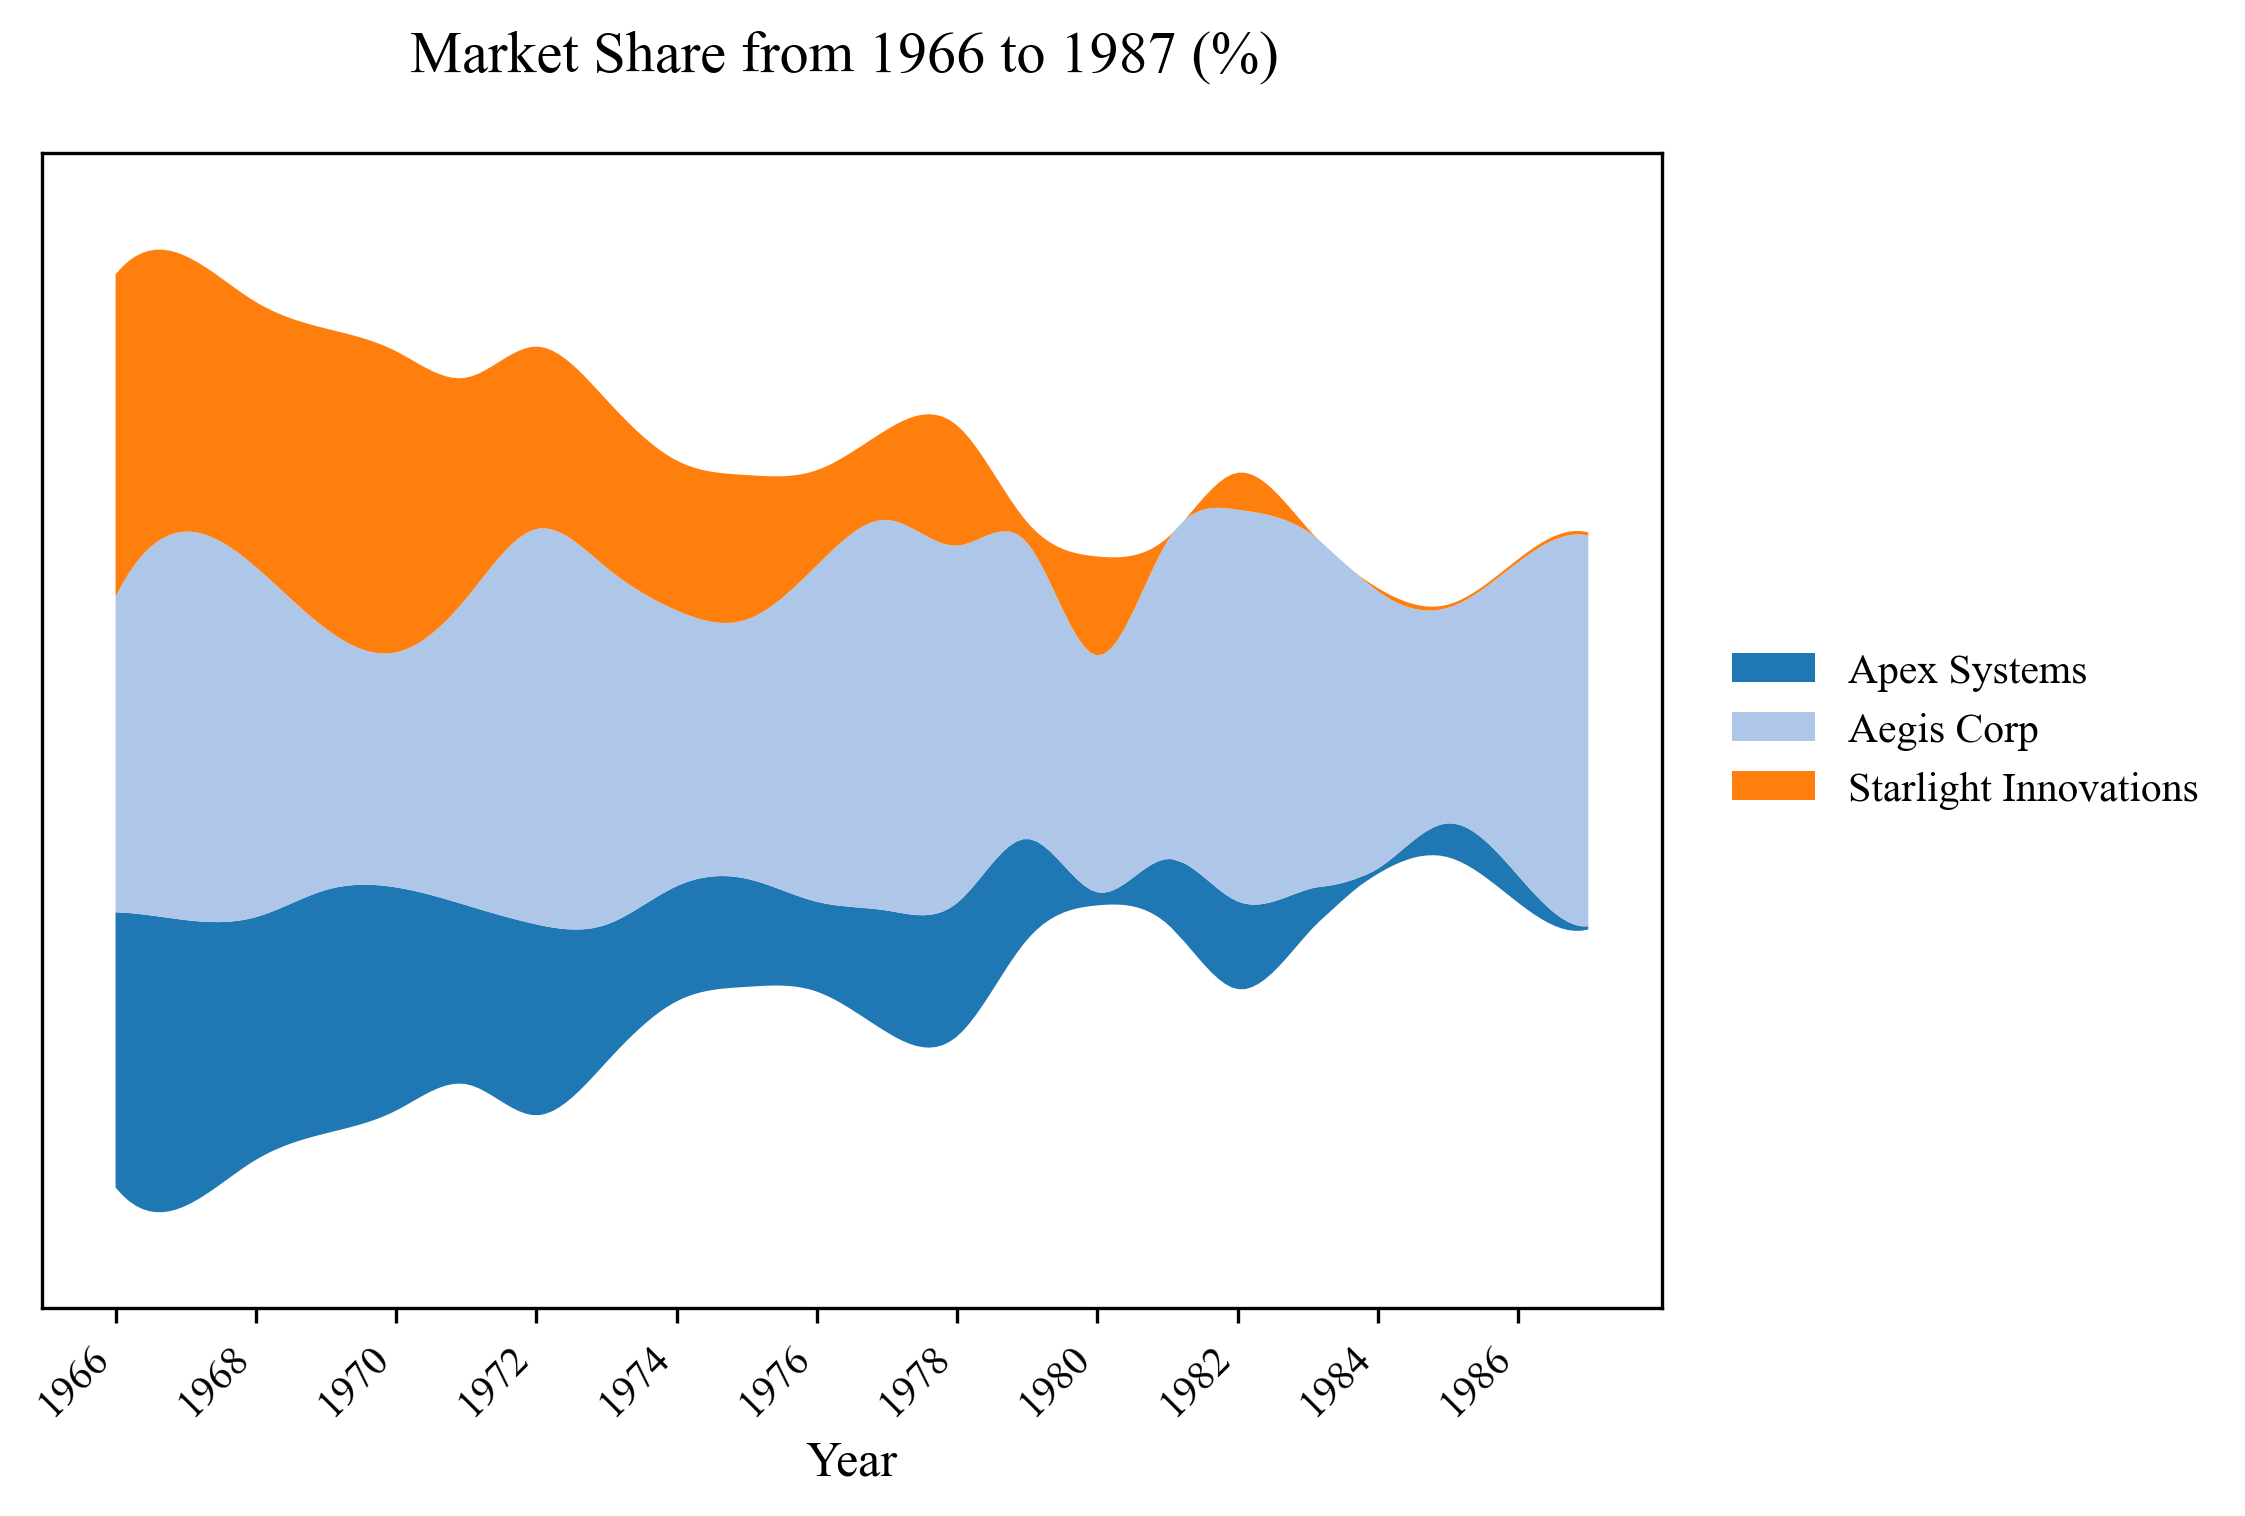 Market Share from 1966 to 1987 (%)
Apex Systems
Aegis Corp
Starlight Innovations
1966
1968
1970
1972
1974
1976
1978
1980
1982
1984
1986
Year